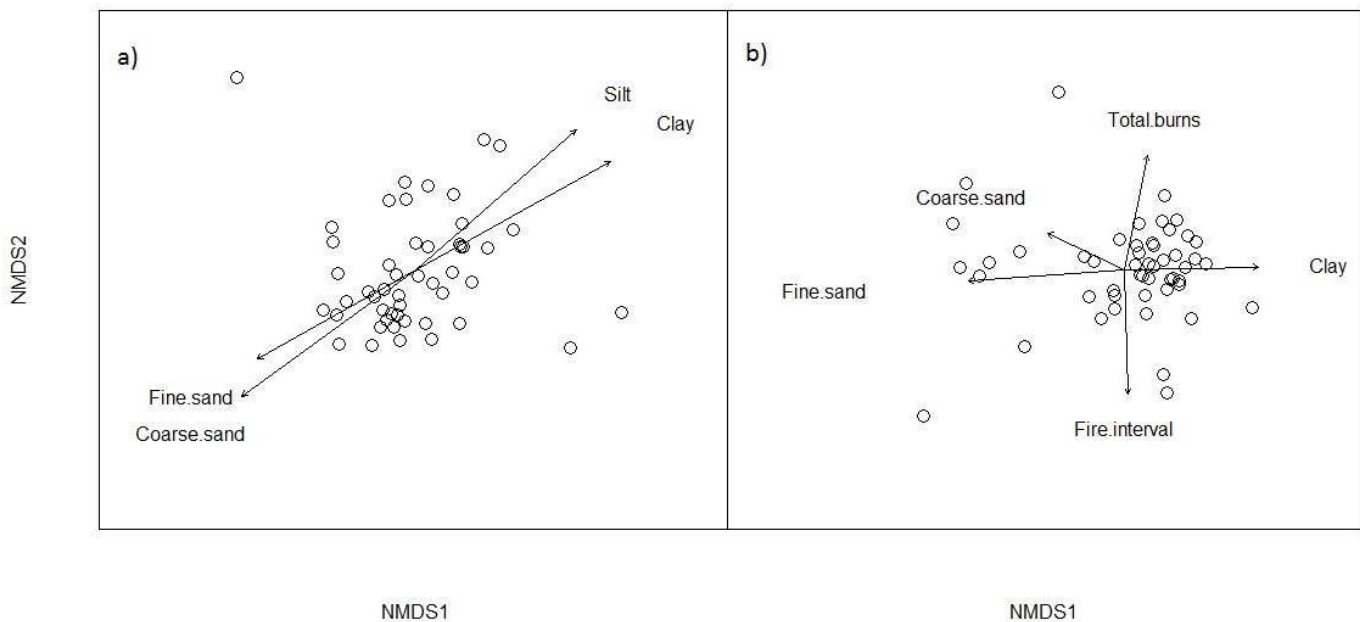 a)
Silt
Clay
Fine.sand
Coarse.sand
NMDS2
NMDS1
b)
Total.burns
Coarse.sand
Clay
Fine.sand
Fire.interval
NMDS1